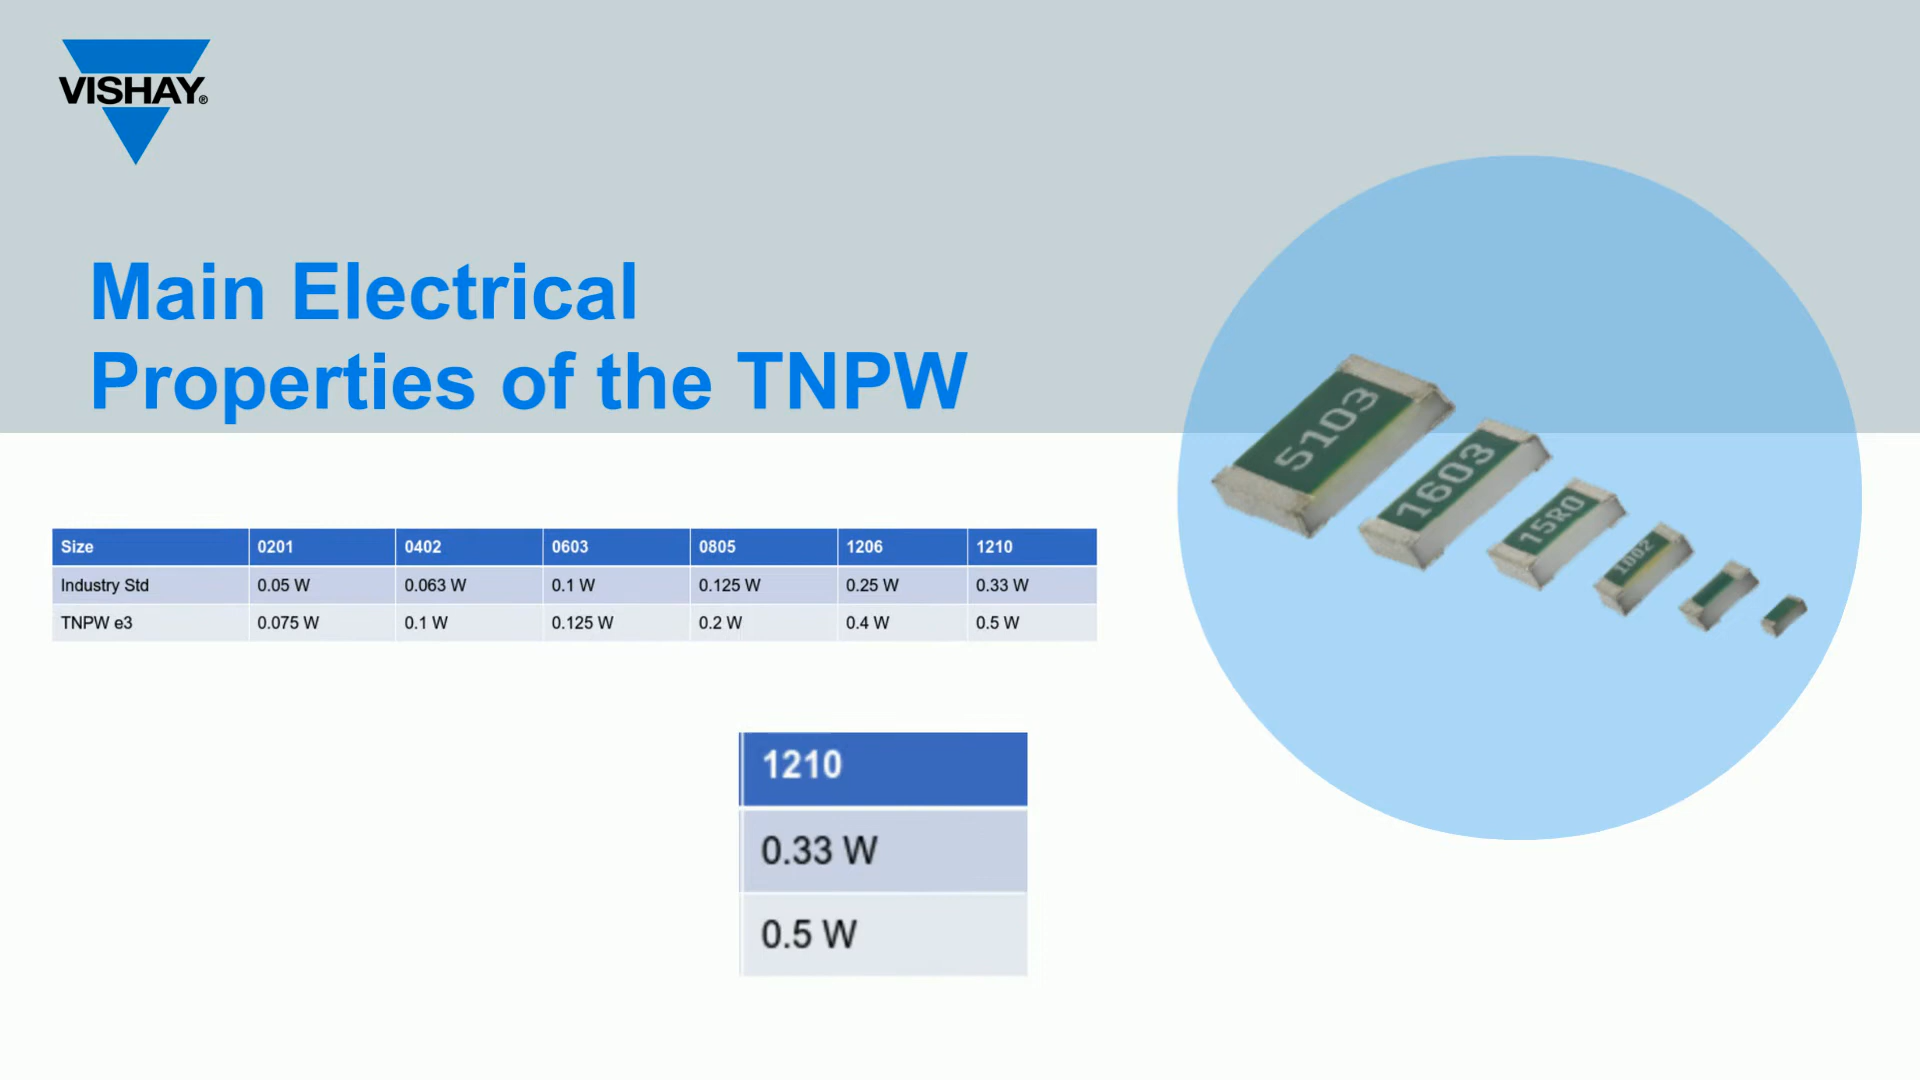 VISHAY®
Main Electrical
Properties of the TNPW
Size 0201 0402 0603 0805 1206 1210
Industry Std 0.05 W 0.063 W 0.1 W 0.125 W 0.25 W 0.33 W
TNPW e3 0.075 W 0.1 W 0.125 W 0.2 W 0.4 W 0.5 W
5103
1603
15R0
1002
1210
0.33 W
0.5 W